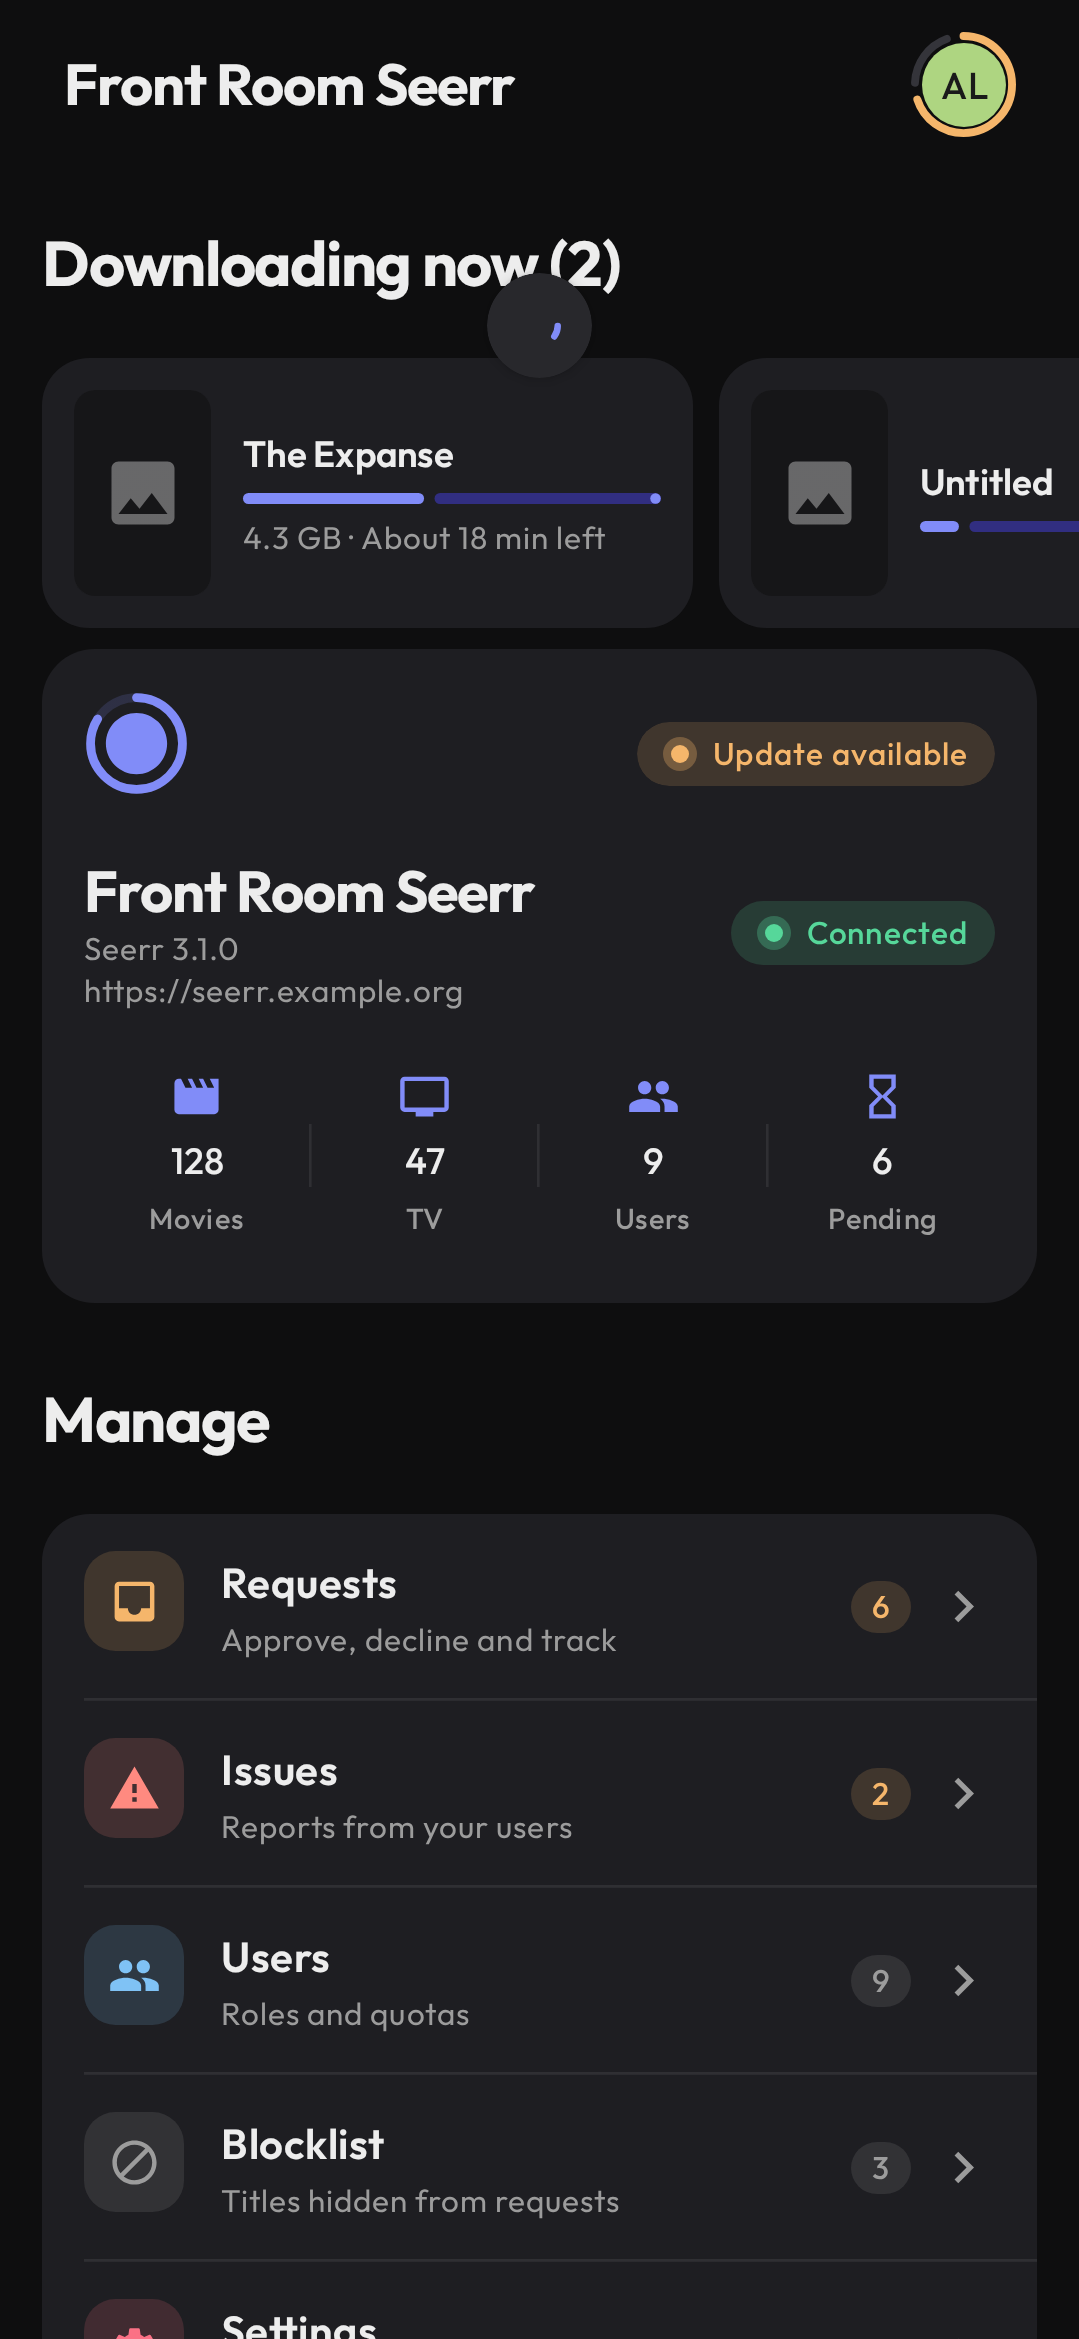 Front Room Seerr
AL
Downloading now (2)
The Expanse
4.3 GB · About 18 min left
Untitled
Update available
Front Room Seerr
Seerr 3.1.0
https://seerr.example.org
Connected
128
Movies
47
TV
9
Users
6
Pending
Manage
Requests
Approve, decline and track
6
Issues
Reports from your users
2
Users
Roles and quotas
9
Blocklist
Titles hidden from requests
3
Settings